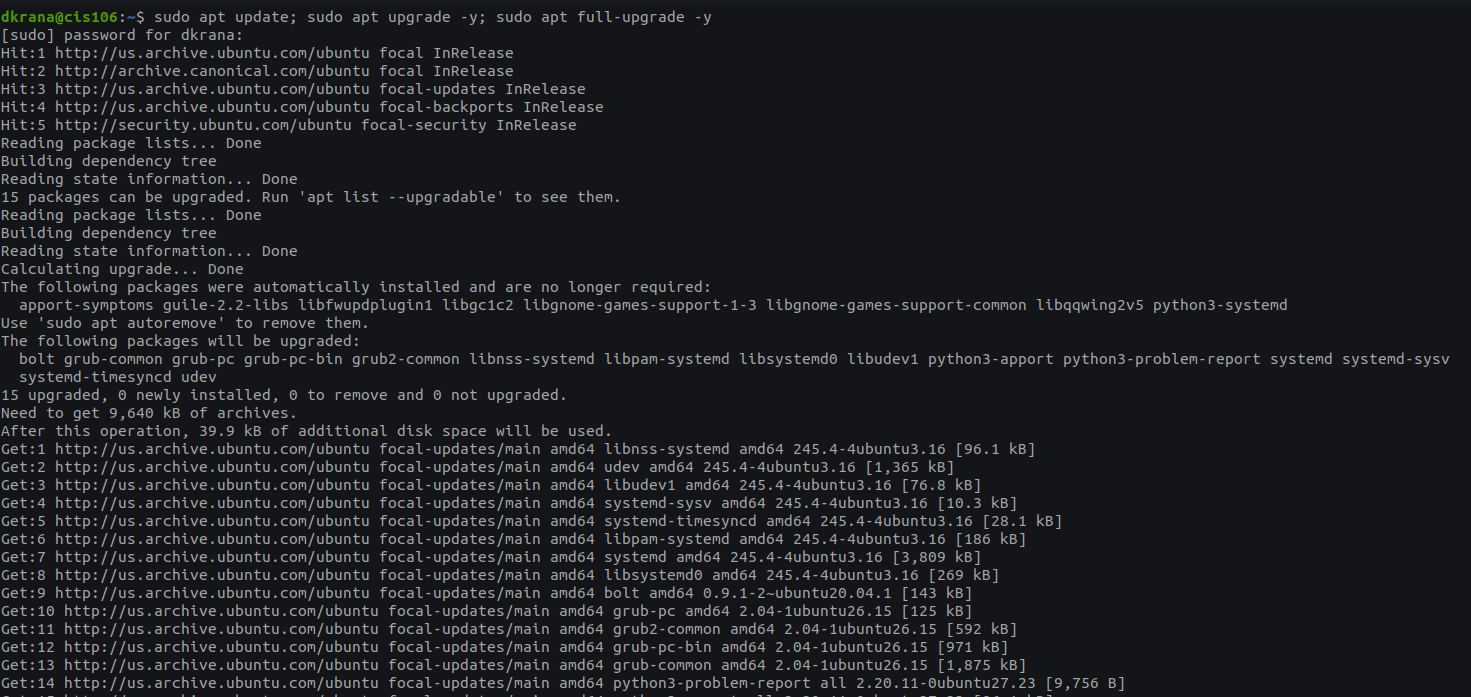 dkrana@cis106:~$ sudo apt update; sudo apt upgrade -y; sudo apt full-upgrade -y
[sudo] password for dkrana:
Hit:1 http://us.archive.ubuntu.com/ubuntu focal InRelease
Hit:2 http://archive.canonical.com/ubuntu focal InRelease
Hit:3 http://us.archive.ubuntu.com/ubuntu focal-updates InRelease
Hit:4 http://us.archive.ubuntu.com/ubuntu focal-backports InRelease
Hit:5 http://security.ubuntu.com/ubuntu focal-security InRelease
Reading package lists... Done
Building dependency tree
Reading state information... Done
15 packages can be upgraded. Run 'apt list --upgradable' to see them.
Reading package lists... Done
Building dependency tree
Reading state information... Done
Calculating upgrade... Done
The following packages were automatically installed and are no longer required:
  apport-symptoms guile-2.2-libs libfwupdplugin1 libgc1c2 libgnome-games-support-1-3 libgnome-games-support-common libqqwing2v5 python3-systemd
Use 'sudo apt autoremove' to remove them.
The following packages will be upgraded:
  bolt grub-common grub-pc grub-pc-bin grub2-common libnss-systemd libpam-systemd libsystemd0 libudev1 python3-apport python3-problem-report systemd systemd-sysv
  systemd-timesyncd udev
15 upgraded, 0 newly installed, 0 to remove and 0 not upgraded.
Need to get 9,640 kB of archives.
After this operation, 39.9 kB of additional disk space will be used.
Get:1 http://us.archive.ubuntu.com/ubuntu focal-updates/main amd64 libnss-systemd amd64 245.4-4ubuntu3.16 [96.1 kB]
Get:2 http://us.archive.ubuntu.com/ubuntu focal-updates/main amd64 udev amd64 245.4-4ubuntu3.16 [1,365 kB]
Get:3 http://us.archive.ubuntu.com/ubuntu focal-updates/main amd64 libudev1 amd64 245.4-4ubuntu3.16 [76.8 kB]
Get:4 http://us.archive.ubuntu.com/ubuntu focal-updates/main amd64 systemd-sysv amd64 245.4-4ubuntu3.16 [10.3 kB]
Get:5 http://us.archive.ubuntu.com/ubuntu focal-updates/main amd64 systemd-timesyncd amd64 245.4-4ubuntu3.16 [28.1 kB]
Get:6 http://us.archive.ubuntu.com/ubuntu focal-updates/main amd64 libpam-systemd amd64 245.4-4ubuntu3.16 [186 kB]
Get:7 http://us.archive.ubuntu.com/ubuntu focal-updates/main amd64 systemd amd64 245.4-4ubuntu3.16 [3,809 kB]
Get:8 http://us.archive.ubuntu.com/ubuntu focal-updates/main amd64 libsystemd0 amd64 245.4-4ubuntu3.16 [269 kB]
Get:9 http://us.archive.ubuntu.com/ubuntu focal-updates/main amd64 bolt amd64 0.9.1-2~ubuntu20.04.1 [143 kB]
Get:10 http://us.archive.ubuntu.com/ubuntu focal-updates/main amd64 grub-pc amd64 2.04-1ubuntu26.15 [125 kB]
Get:11 http://us.archive.ubuntu.com/ubuntu focal-updates/main amd64 grub2-common amd64 2.04-1ubuntu26.15 [592 kB]
Get:12 http://us.archive.ubuntu.com/ubuntu focal-updates/main amd64 grub-pc-bin amd64 2.04-1ubuntu26.15 [971 kB]
Get:13 http://us.archive.ubuntu.com/ubuntu focal-updates/main amd64 grub-common amd64 2.04-1ubuntu26.15 [1,875 kB]
Get:14 http://us.archive.ubuntu.com/ubuntu focal-updates/main amd64 python3-problem-report all 2.20.11-0ubuntu27.23 [9,756 B]